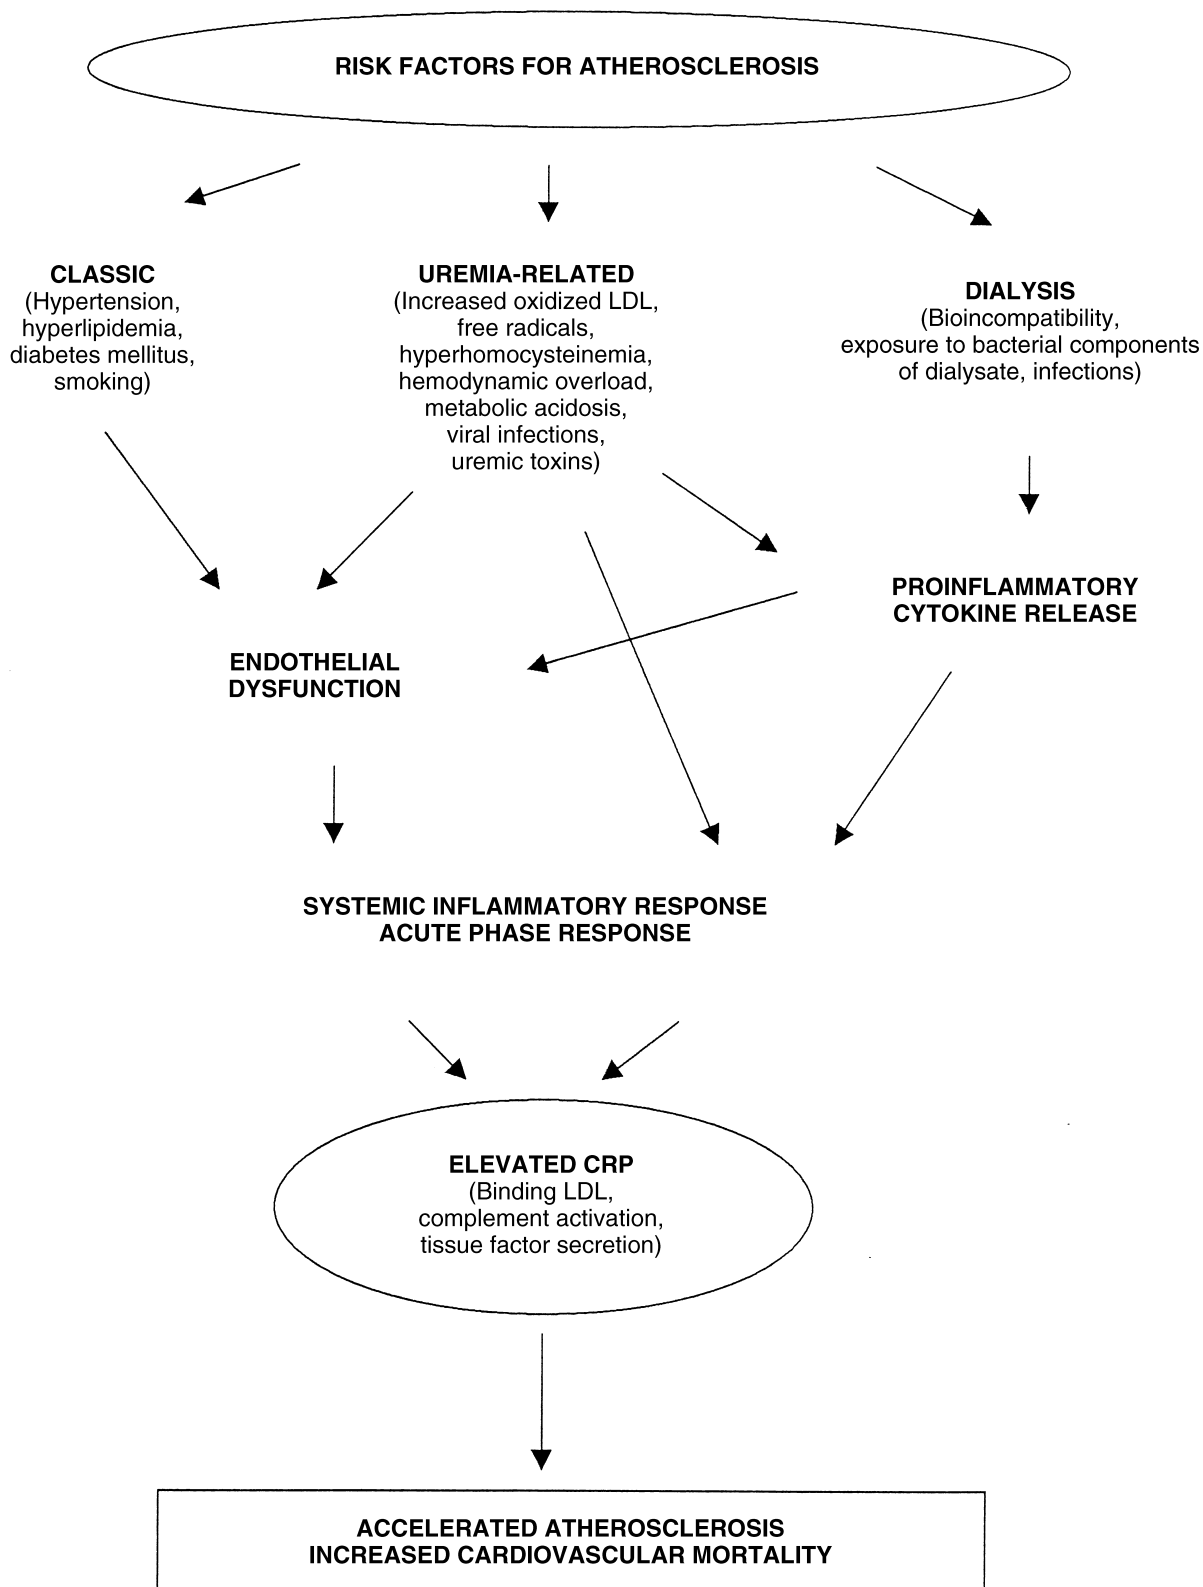 RISK FACTORS FOR ATHEROSCLEROSIS
CLASSIC
(Hypertension,
hyperlipidemia,
diabetes mellitus,
smoking)
UREMIA-RELATED
(Increased oxidized LDL,
free radicals,
hyperhomocysteinemia,
hemodynamic overload,
metabolic acidosis,
viral infections,
uremic toxins)
DIALYSIS
(Bioincompatibility,
exposure to bacterial components
of dialysate, infections)
PROINFLAMMATORY
CYTOKINE RELEASE
ENDOTHELIAL
DYSFUNCTION
SYSTEMIC INFLAMMATORY RESPONSE
ACUTE PHASE RESPONSE
ELEVATED CRP
(Binding LDL,
complement activation,
tissue factor secretion)
ACCELERATED ATHEROSCLEROSIS
INCREASED CARDIOVASCULAR MORTALITY